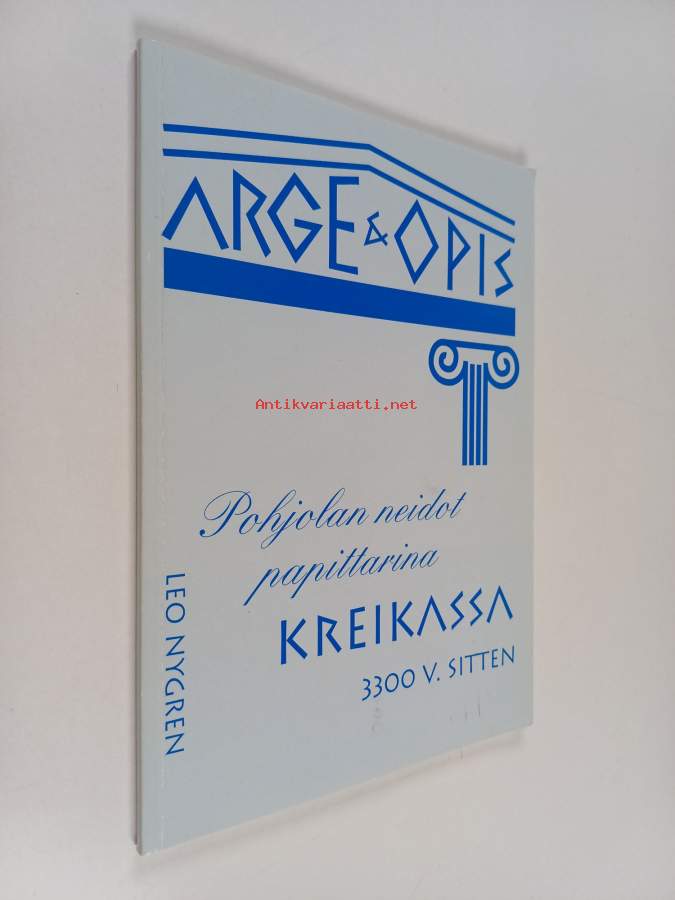 ARGE & OPIS
Antikvariaatti.net
Pohjolan neidot
papittarina
KREIKASSA
3300 V. SITTEN
LEO NYGREN